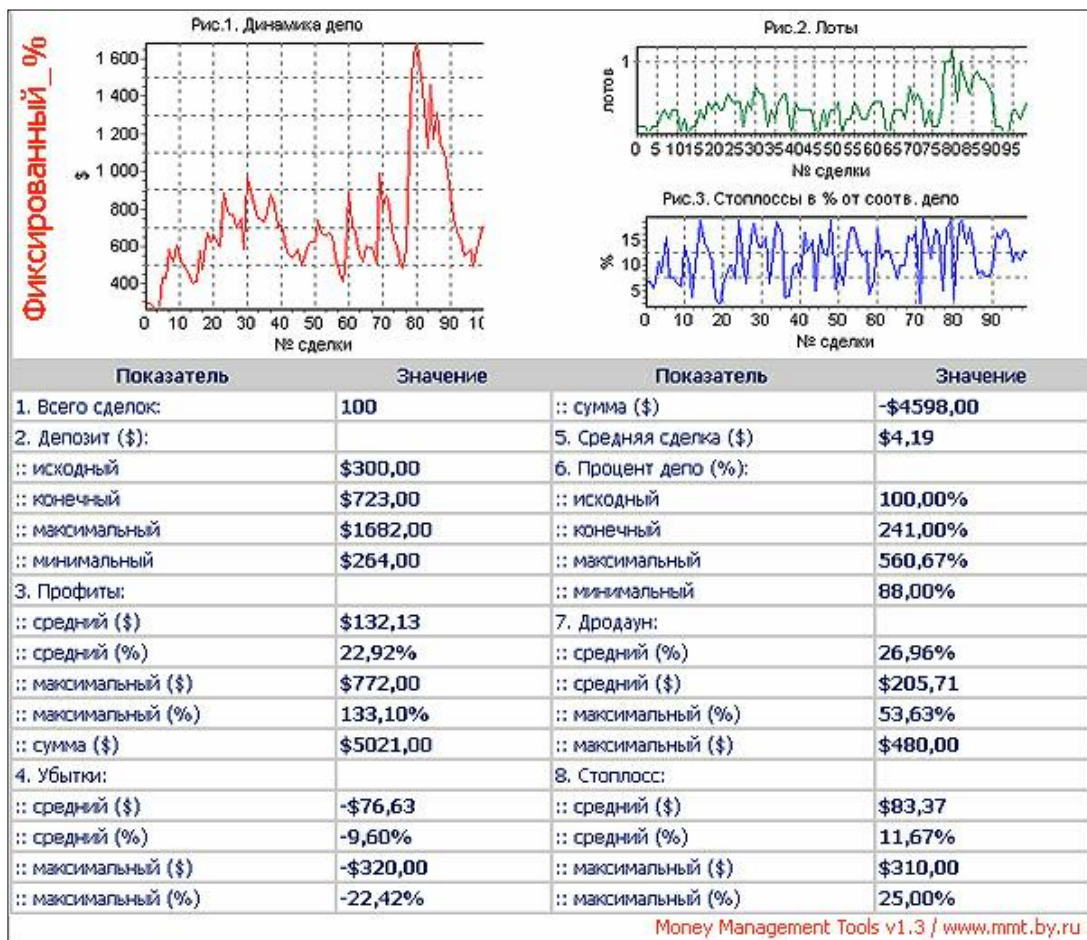 Фиксированный_%
Рис.1. Динамика депо
1 600
1 400
1 200
1 000
800
600
400
$
0 10 20 30 40 50 60 70 80 90 10
№ сделки
Рис.2. Лоты
1
лотов
0 5 101520253035404550556065707580859095
№ сделки
Рис.3. Стоплоссы в % от соотв. депо
15
10
5
%
0 10 20 30 40 50 60 70 80 90
№ сделки
Показатель Значение Показатель Значение
1. Всего сделок: 100 :: сумма ($) -$4598,00
2. Депозит ($): 5. Средняя сделка ($) $4,19
:: исходный $300,00 6. Процент депо (%):
:: конечный $723,00 :: исходный 100,00%
:: максимальный $1682,00 :: конечный 241,00%
:: минимальный $264,00 :: максимальный 560,67%
3. Профиты: :: минимальный 88,00%
:: средний ($) $132,13 7. Дродаун:
:: средний (%) 22,92% :: средний (%) 26,96%
:: максимальный ($) $772,00 :: средний ($) $205,71
:: максимальный (%) 133,10% :: максимальный (%) 53,63%
:: сумма ($) $5021,00 :: максимальный ($) $480,00
4. Убытки: 8. Стоплосс:
:: средний ($) -$76,63 :: средний ($) $83,37
:: средний (%) -9,60% :: средний (%) 11,67%
:: максимальный ($) -$320,00 :: максимальный ($) $310,00
:: максимальный (%) -22,42% :: максимальный (%) 25,00%
Money Management Tools v1.3 / www.mmt.by.ru